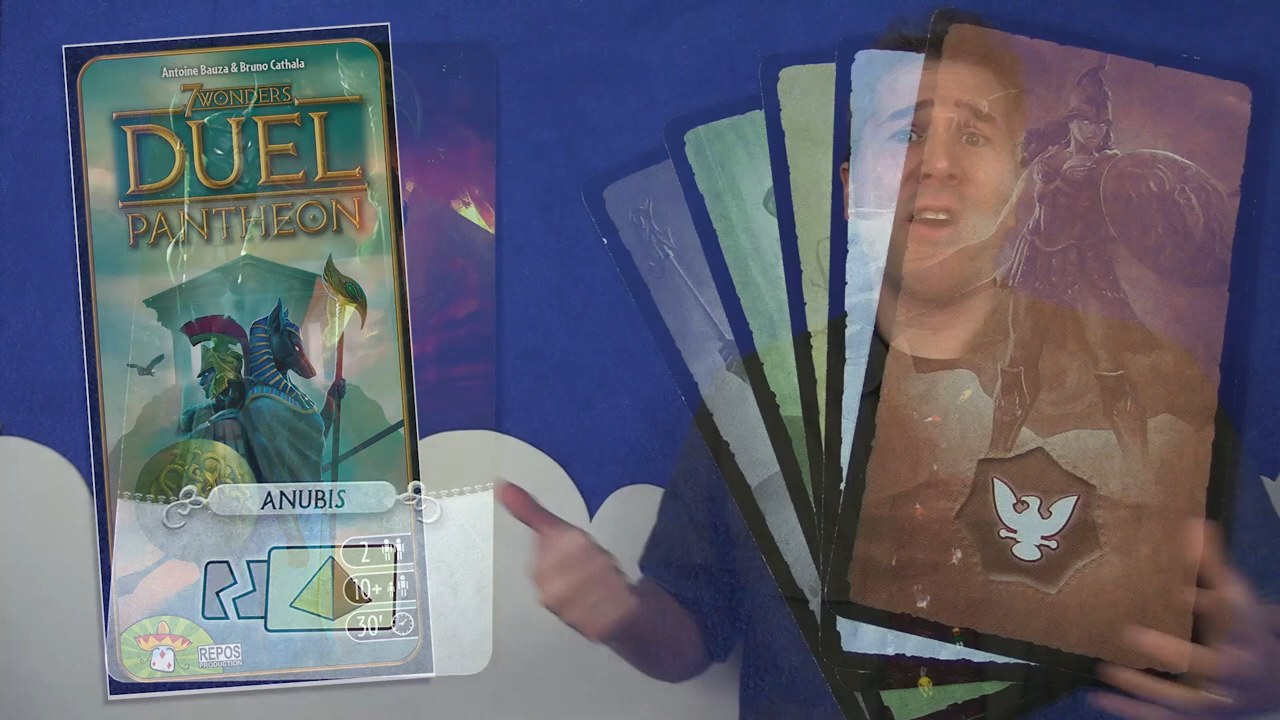 Antoine Bauza & Bruno Cathala
7 WONDERS
DUEL
PANTHEON
ANUBIS
2
10+
30'
REPOS
PRODUCTION